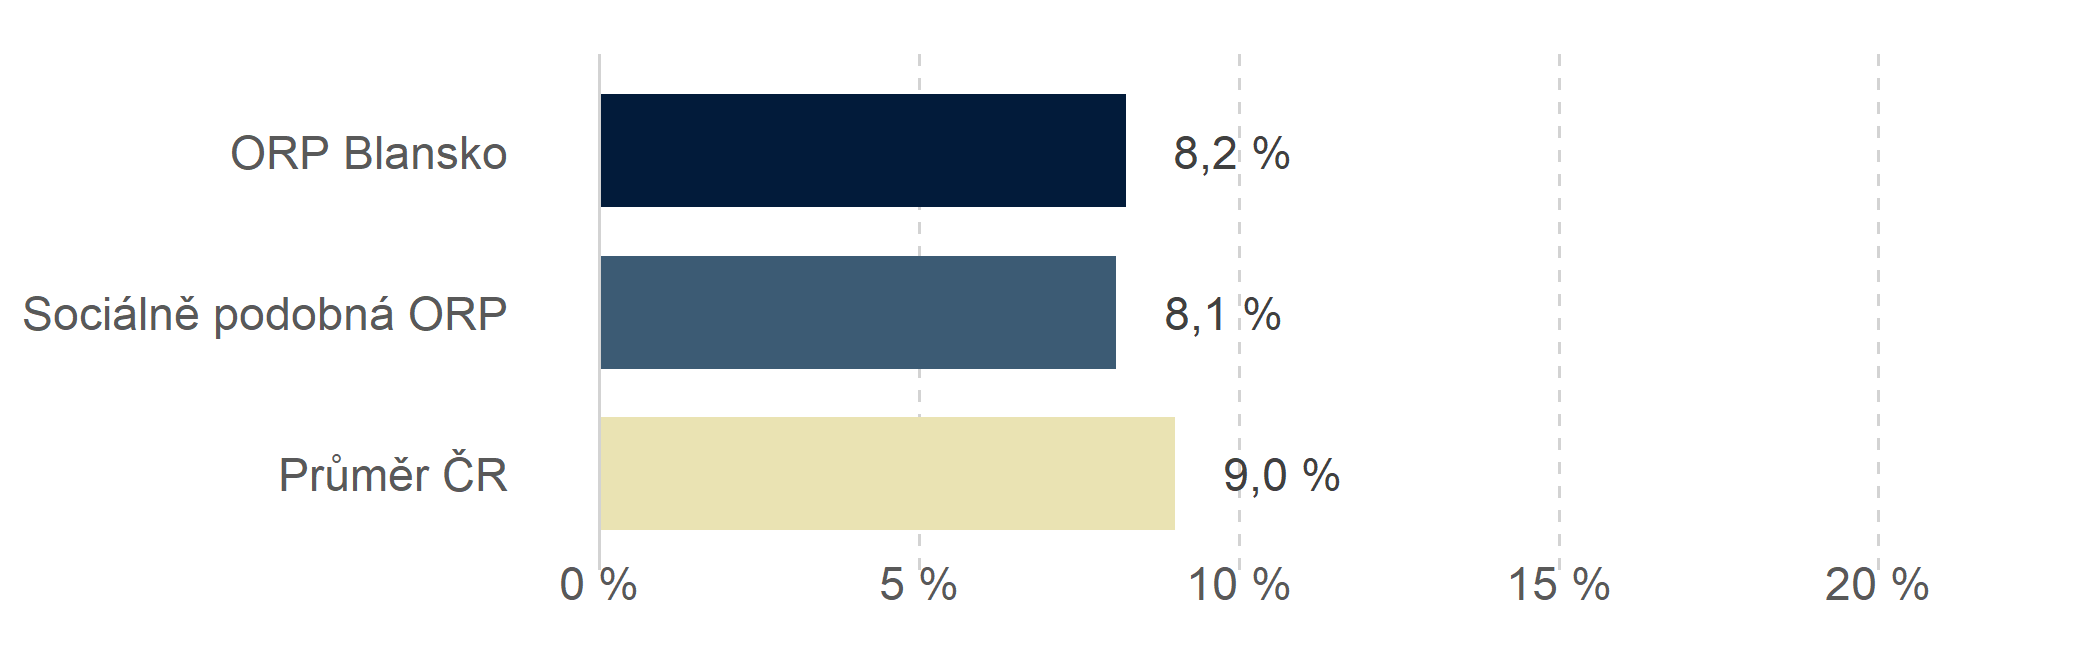 ORP Blansko
8,2 %
Sociálně podobná ORP
8,1 %
Průměr ČR
9,0 %
0 %
5 %
10 %
15 %
20 %